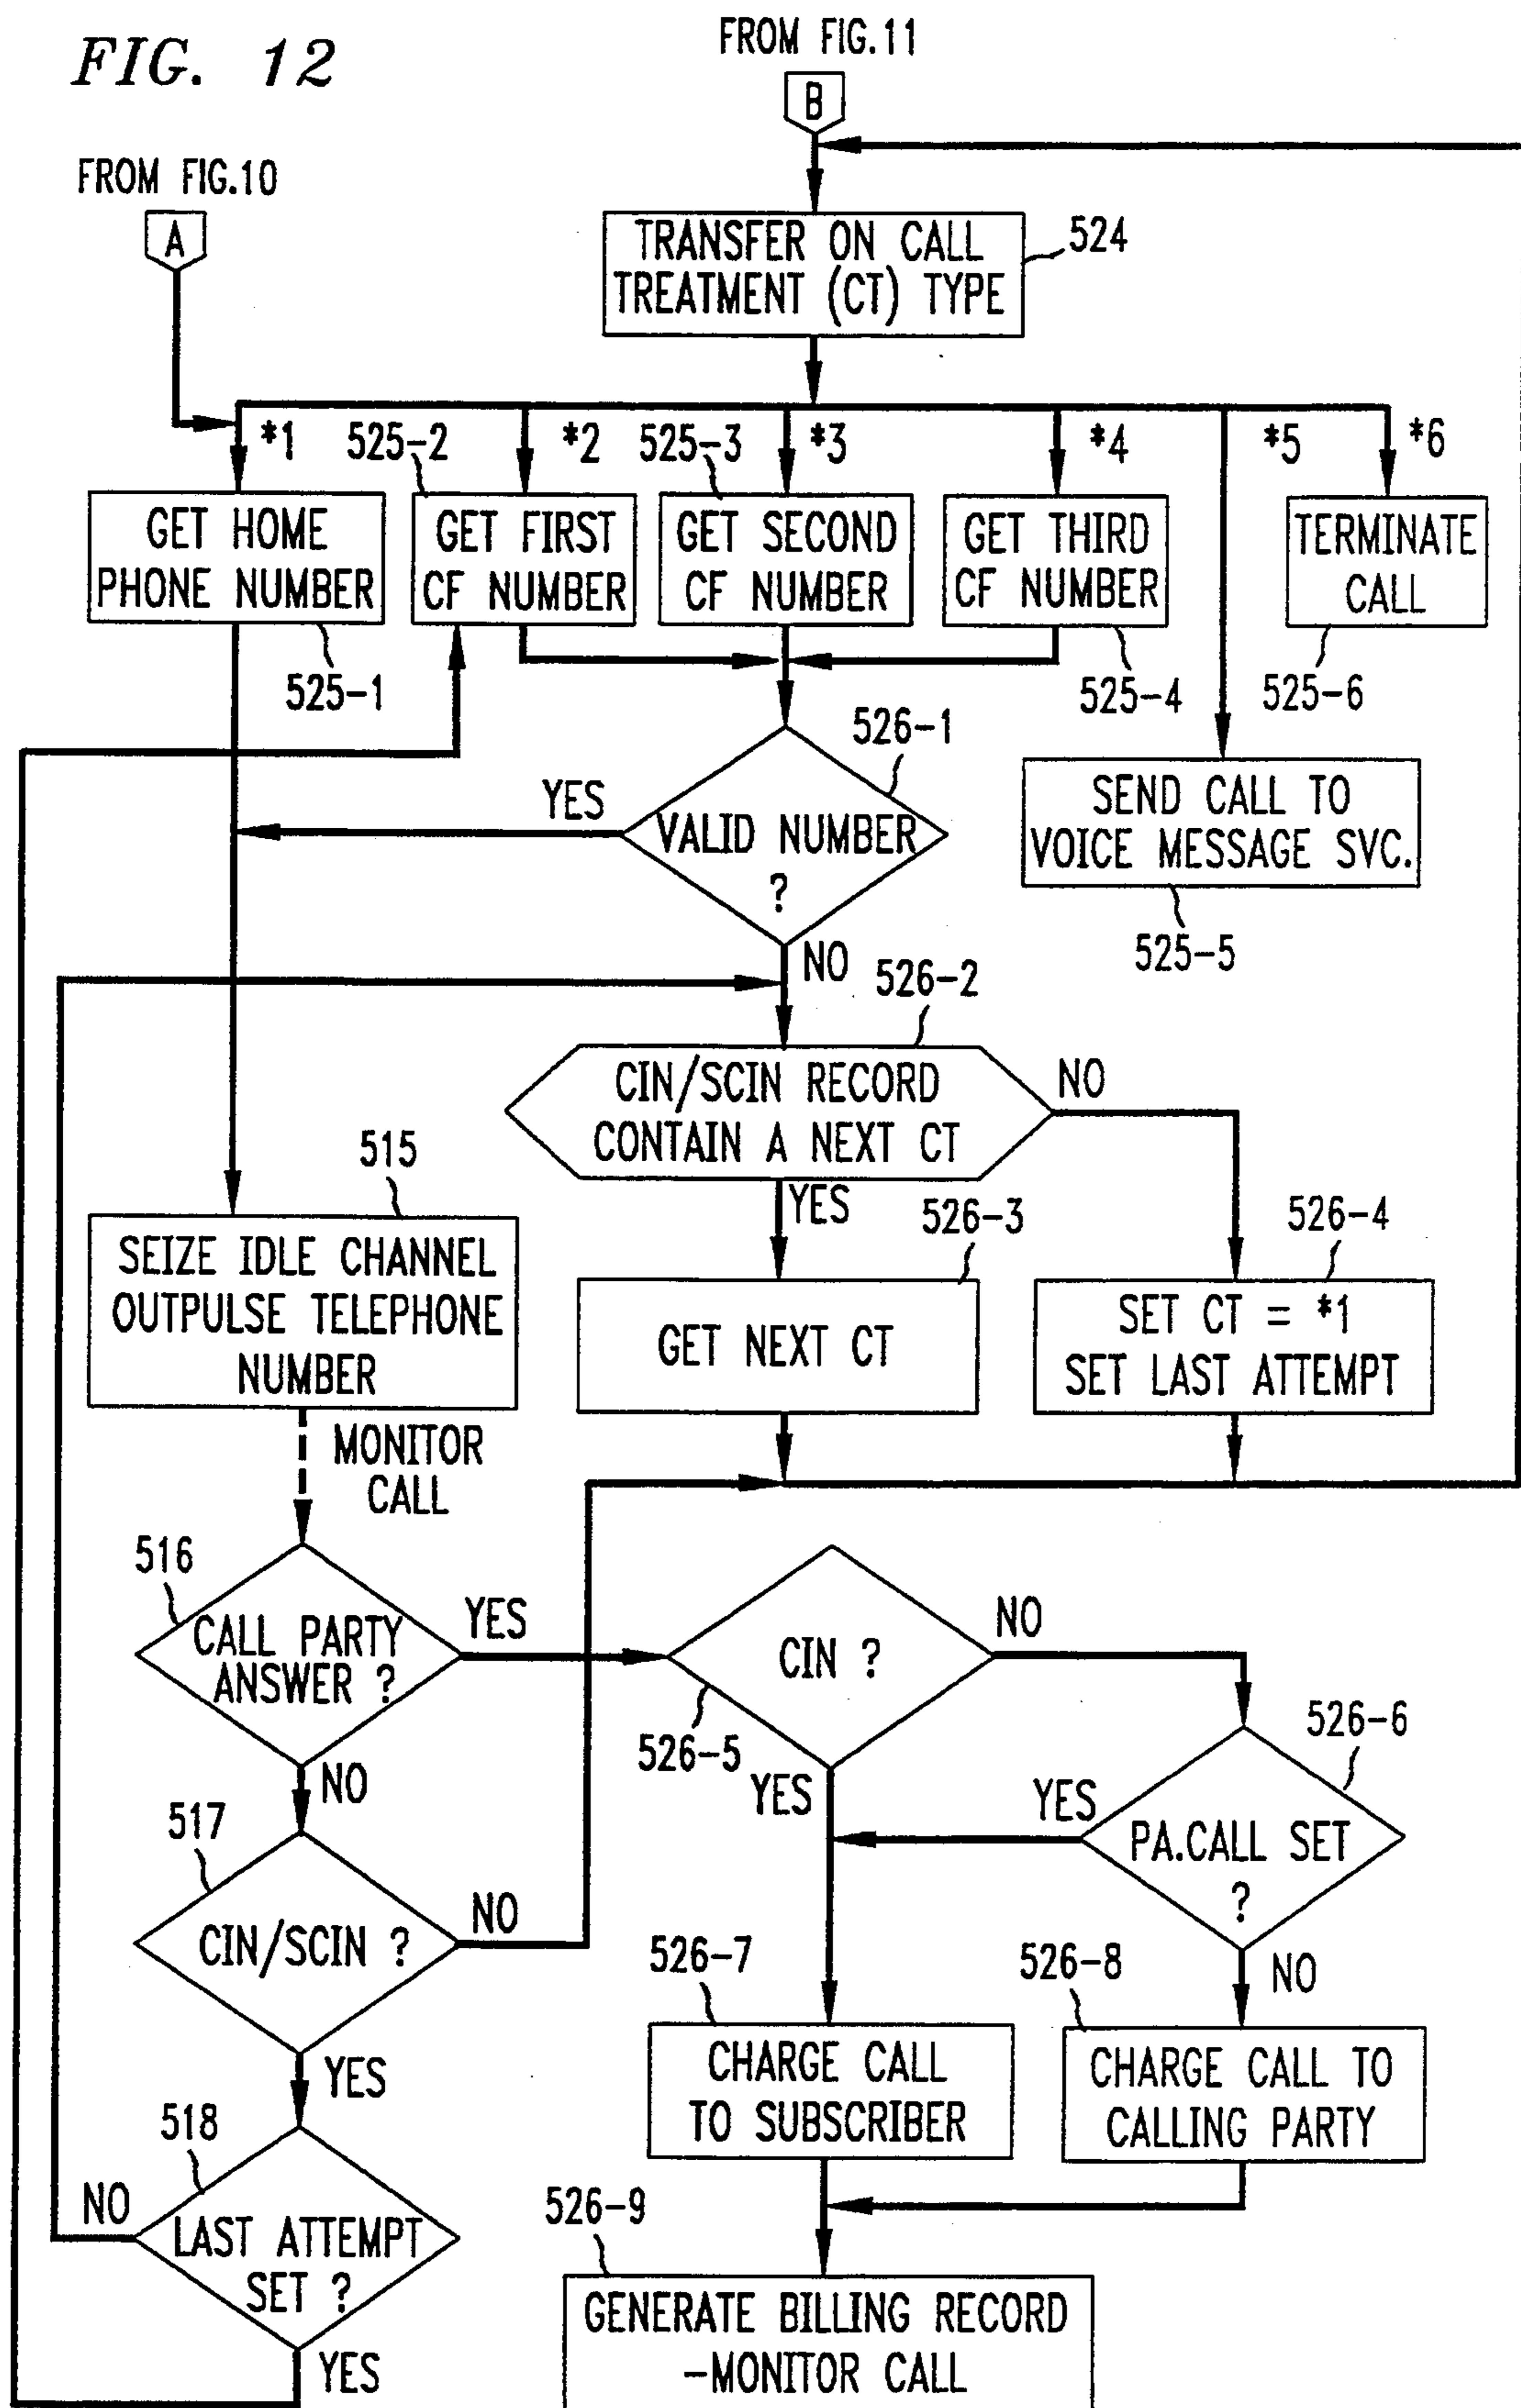 FIG. 12
FROM FIG.11
B
FROM FIG.10
A
TRANSFER ON CALL
TREATMENT (CT) TYPE
524
*1
525-2
*2
525-3
*3
*4
*5
*6
GET HOME
PHONE NUMBER
GET FIRST
CF NUMBER
GET SECOND
CF NUMBER
GET THIRD
CF NUMBER
TERMINATE
CALL
525-1
525-4
525-6
526-1
YES
VALID NUMBER
?
SEND CALL TO
VOICE MESSAGE SVC.
525-5
NO
526-2
CIN/SCIN RECORD
CONTAIN A NEXT CT
NO
515
YES
526-3
526-4
SEIZE IDLE CHANNEL
OUTPULSE TELEPHONE
NUMBER
GET NEXT CT
SET CT = *1
SET LAST ATTEMPT
MONITOR
CALL
516
CALL PARTY
ANSWER ?
YES
CIN ?
NO
526-5
526-6
NO
YES
YES
PA.CALL SET
?
517
CIN/SCIN ?
NO
526-7
526-8
NO
YES
CHARGE CALL
TO SUBSCRIBER
CHARGE CALL TO
CALLING PARTY
518
NO
LAST ATTEMPT
SET ?
526-9
YES
GENERATE BILLING RECORD
-MONITOR CALL